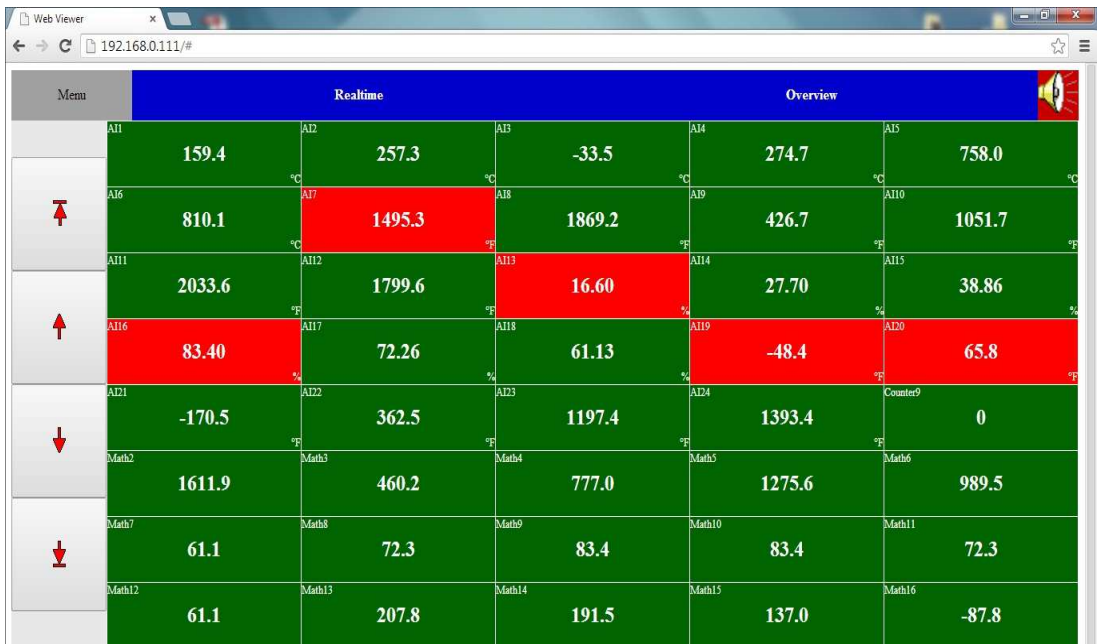 Web Viewer
192.168.0.111/#
Menu Realtime Overview
AI1 AI2 AI3 AI4 AI5
159.4 257.3 -33.5 274.7 758.0
°C °C °C °C °C
AI6 AI7 AI8 AI9 AI10
810.1 1495.3 1869.2 426.7 1051.7
°C °F °F °F °F
AI11 AI12 AI13 AI14 AI15
2033.6 1799.6 16.60 27.70 38.86
°F °F % % %
AI16 AI17 AI18 AI19 AI20
83.40 72.26 61.13 -48.4 65.8
% % % °F °F
AI21 AI22 AI23 AI24 Counter9
-170.5 362.5 1197.4 1393.4 0
°F °F °F °F
Math2 Math3 Math4 Math5 Math6
1611.9 460.2 777.0 1275.6 989.5
Math7 Math8 Math9 Math10 Math11
61.1 72.3 83.4 83.4 72.3
Math12 Math13 Math14 Math15 Math16
61.1 207.8 191.5 137.0 -87.8